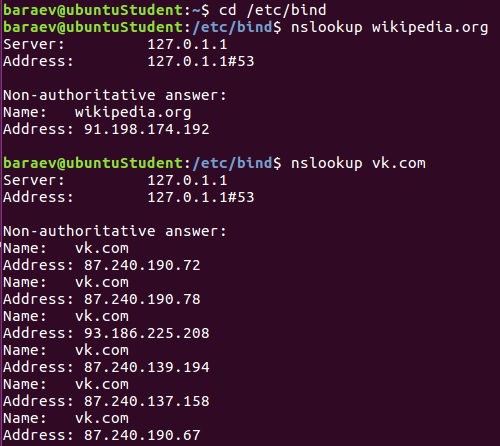 baraev@ubuntuStudent:~$ cd /etc/bind
baraev@ubuntuStudent:/etc/bind$ nslookup wikipedia.org
Server:         127.0.1.1
Address:        127.0.1.1#53

Non-authoritative answer:
Name:   wikipedia.org
Address: 91.198.174.192

baraev@ubuntuStudent:/etc/bind$ nslookup vk.com
Server:         127.0.1.1
Address:        127.0.1.1#53

Non-authoritative answer:
Name:   vk.com
Address: 87.240.190.72
Name:   vk.com
Address: 87.240.190.78
Name:   vk.com
Address: 93.186.225.208
Name:   vk.com
Address: 87.240.139.194
Name:   vk.com
Address: 87.240.137.158
Name:   vk.com
Address: 87.240.190.67